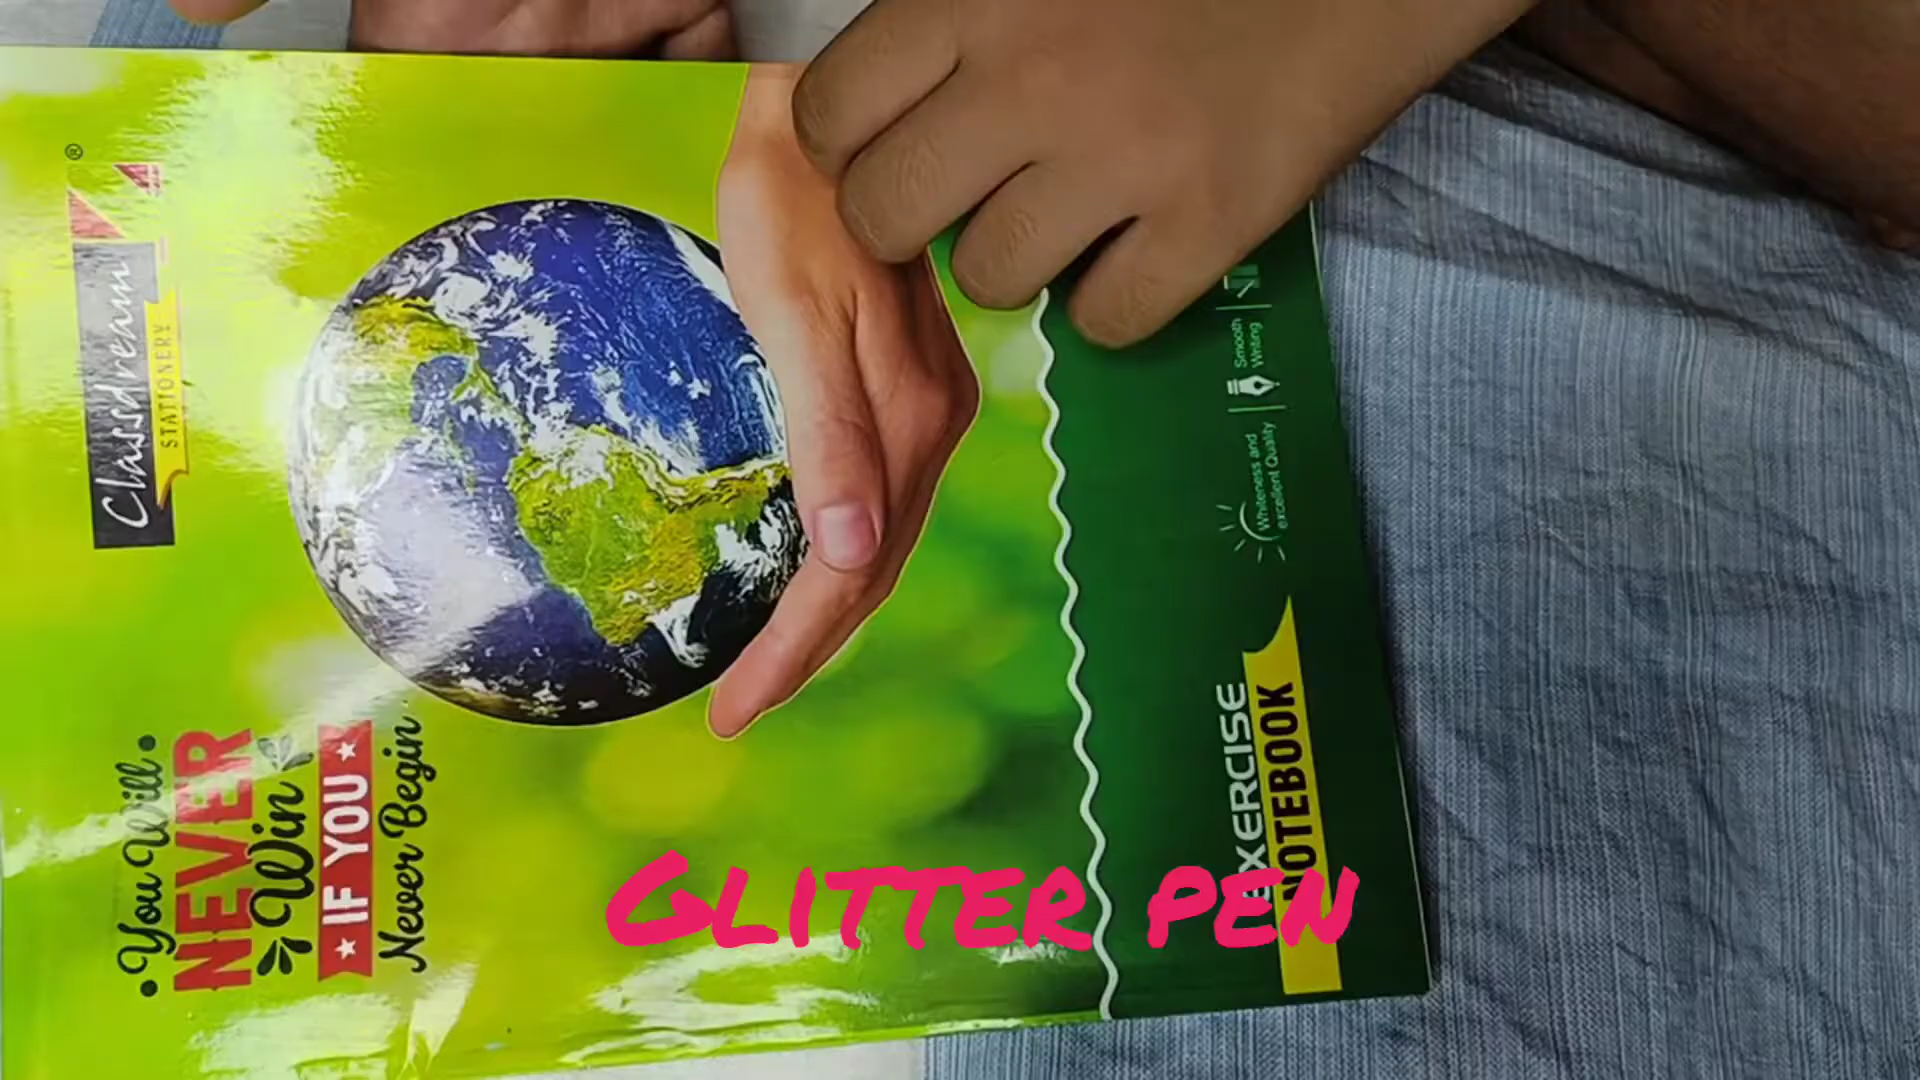 Classdream®
STATIONERY
• You Will •
NEVER
Win
IF YOU
Never Begin
Smooth
Writing
Whiteness and
excellent Quality
EXERCISE
NOTEBOOK
GLITTER PEN